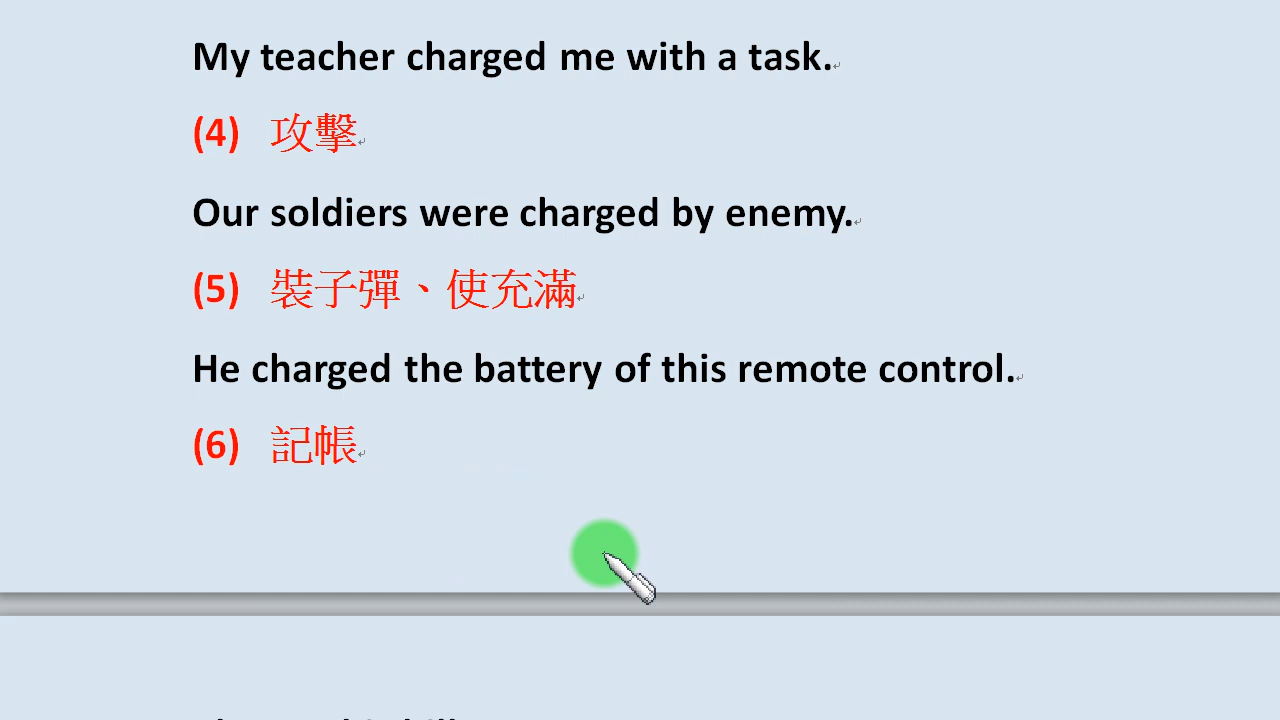 My teacher charged me with a task.
(4) 攻擊
Our soldiers were charged by enemy.
(5) 裝子彈、使充滿
He charged the battery of this remote control.
(6) 記帳